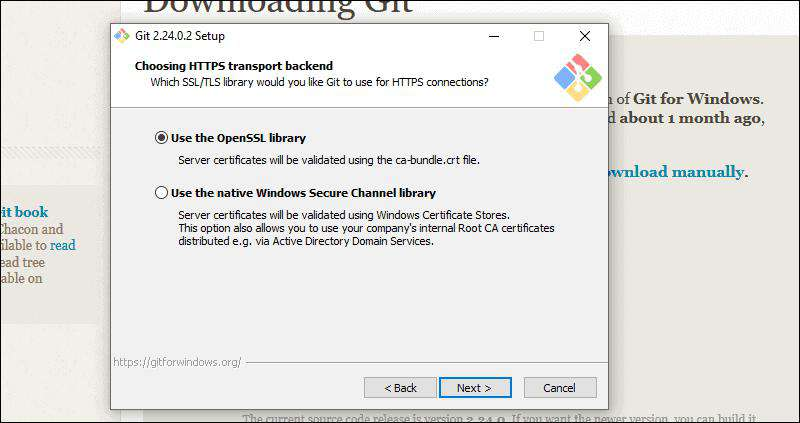 Downloading Git
Git 2.24.0.2 Setup
Choosing HTTPS transport backend
Which SSL/TLS library would you like Git to use for HTTPS connections?
n of Git for Windows.
d about 1 month ago,
ownload manually.
Use the OpenSSL library
Server certificates will be validated using the ca-bundle.crt file.
Use the native Windows Secure Channel library
Server certificates will be validated using Windows Certificate Stores.
This option also allows you to use your company's internal Root CA certificates
distributed e.g. via Active Directory Domain Services.
it book
Chacon and
ilable to read
ead tree
able on
https://gitforwindows.org/
< Back
Next >
Cancel
The current source code release is version 2.24.0. If you want the newer version, you can build it